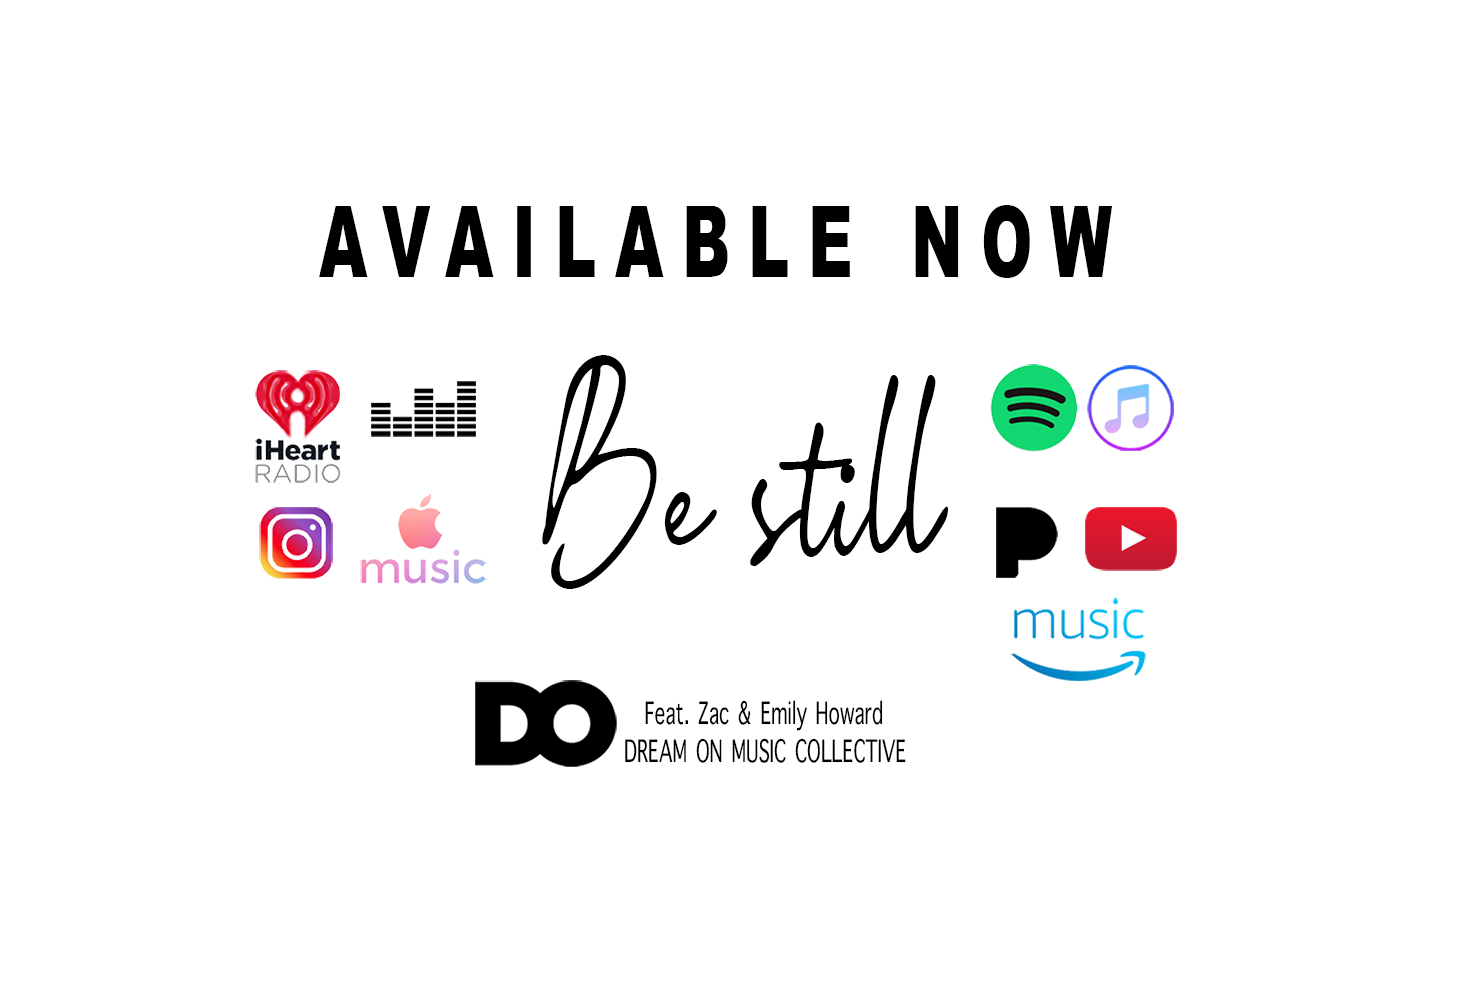 AVAILABLE NOW
iHeart
RADIO
music
Be still
music
DO
Feat. Zac & Emily Howard
DREAM ON MUSIC COLLECTIVE